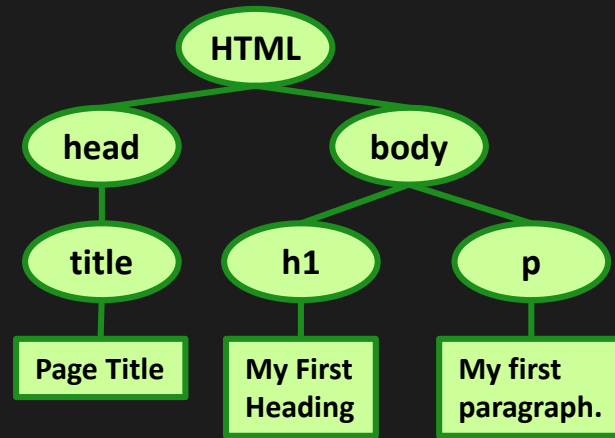 HTML
head
body
title
h1
p
Page Title
My First
Heading
My first
paragraph.